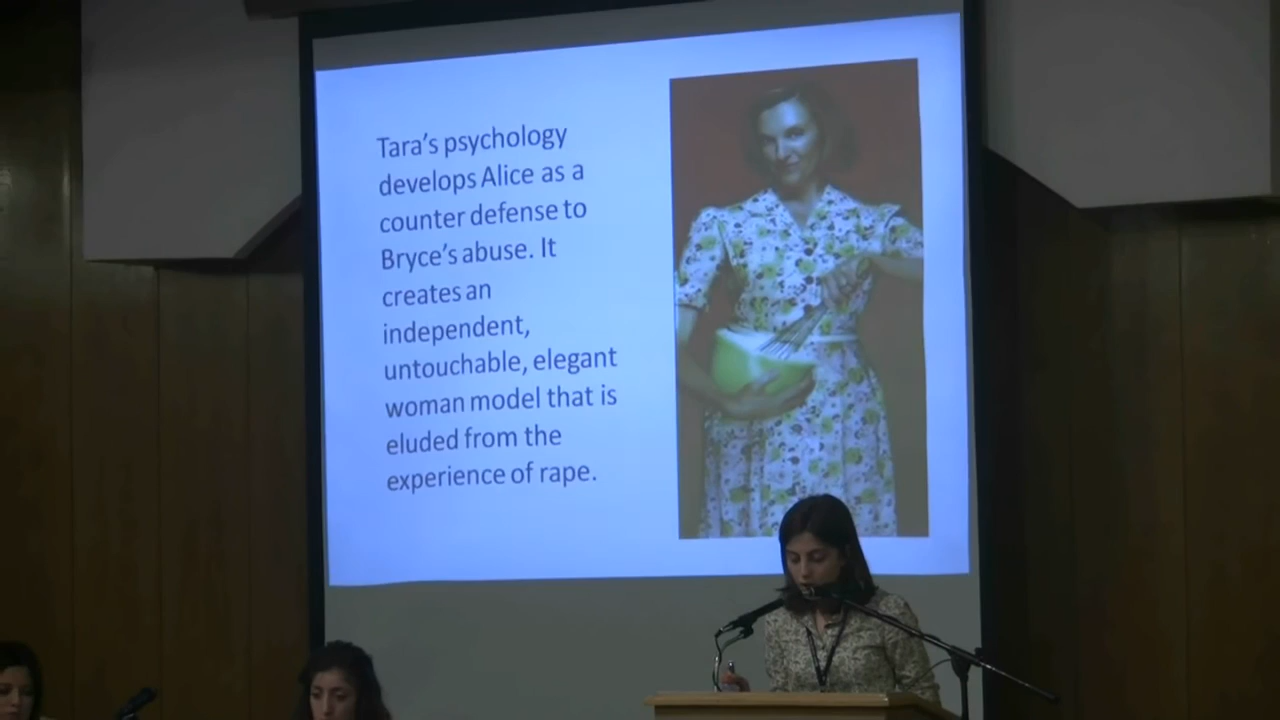 Tara's psychology
develops Alice as a
counter defense to
Bryce's abuse. It
creates an
independent,
untouchable, elegant
woman model that is
eluded from the
experience of rape.